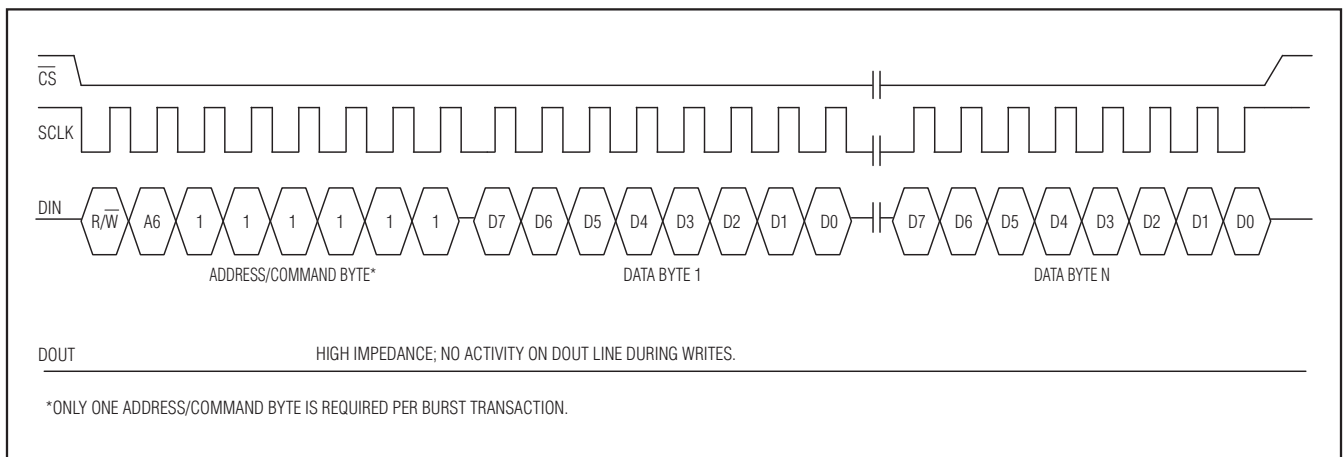 C̅S̅
SCLK
DIN R/W̅ A6 1 1 1 1 1 1 D7 D6 D5 D4 D3 D2 D1 D0 D7 D6 D5 D4 D3 D2 D1 D0
ADDRESS/COMMAND BYTE* DATA BYTE 1 DATA BYTE N
DOUT HIGH IMPEDANCE; NO ACTIVITY ON DOUT LINE DURING WRITES.
*ONLY ONE ADDRESS/COMMAND BYTE IS REQUIRED PER BURST TRANSACTION.